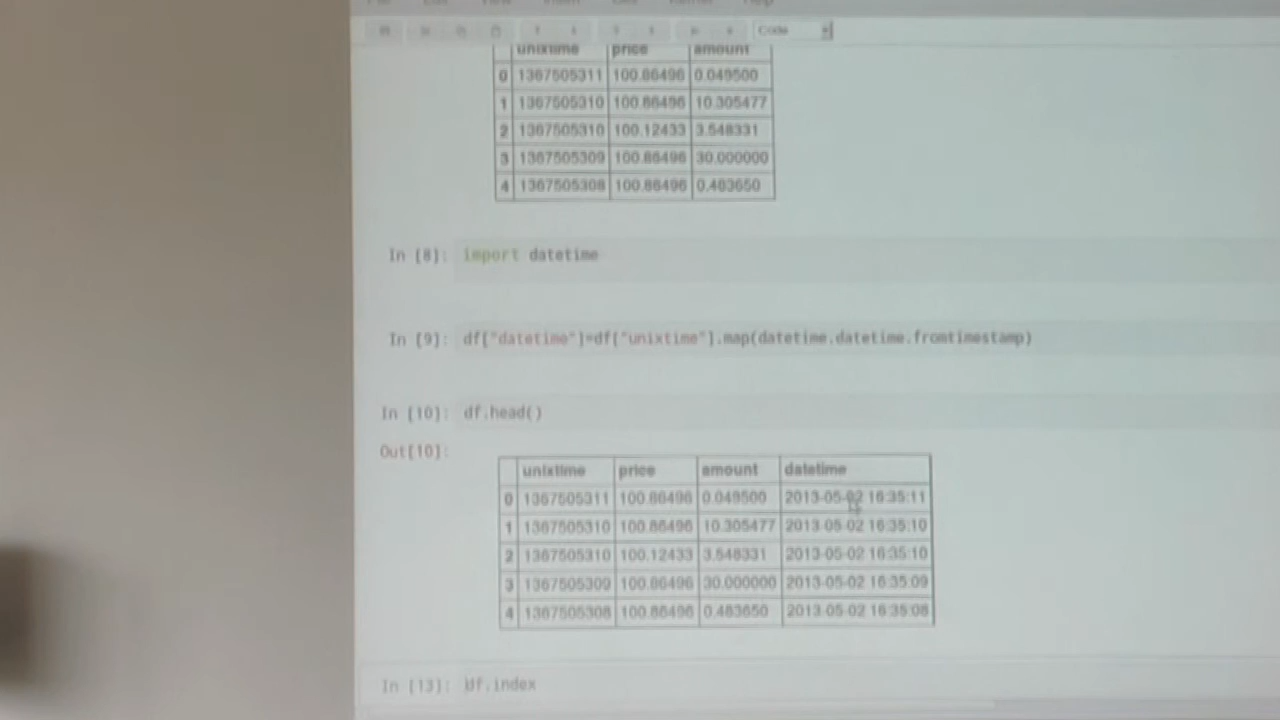 Code
unixtime price amount
0 1367505311 100.86496 0.049500
1 1367505310 100.86496 10.305477
2 1367505310 100.12433 3.548331
3 1367505309 100.86496 30.000000
4 1367505308 100.86496 0.483650
In [8]: import datetime
In [9]: df["datetime"]=df["unixtime"].map(datetime.datetime.fromtimestamp)
In [10]: df.head()
Out[10]:
unixtime price amount datetime
0 1367505311 100.86496 0.049500 2013-05-02 16:35:11
1 1367505310 100.86496 10.305477 2013-05-02 16:35:10
2 1367505310 100.12433 3.548331 2013-05-02 16:35:10
3 1367505309 100.86496 30.000000 2013-05-02 16:35:09
4 1367505308 100.86496 0.483650 2013-05-02 16:35:08
In [13]: df.index